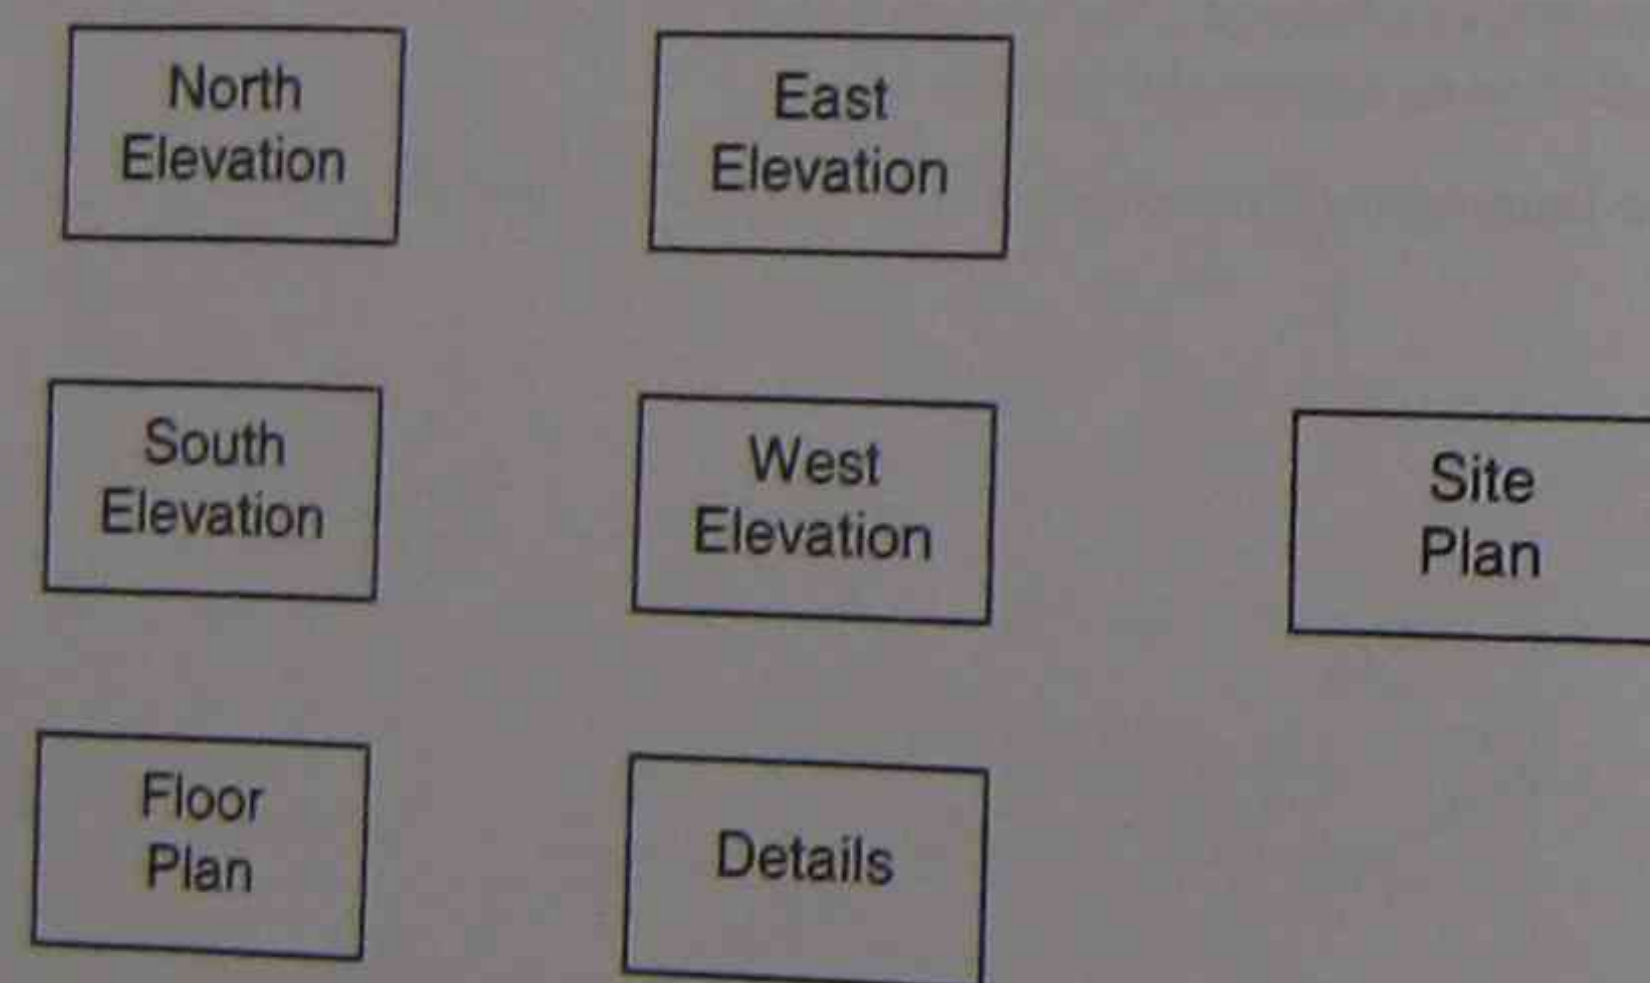 North
Elevation
East
Elevation
South
Elevation
West
Elevation
Site
Plan
Floor
Plan
Details